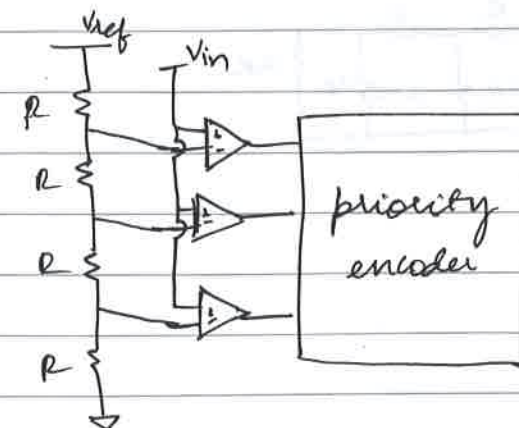 Vref
Vin
R
R
R
R
+
-
+
-
+
-
priority
encoder